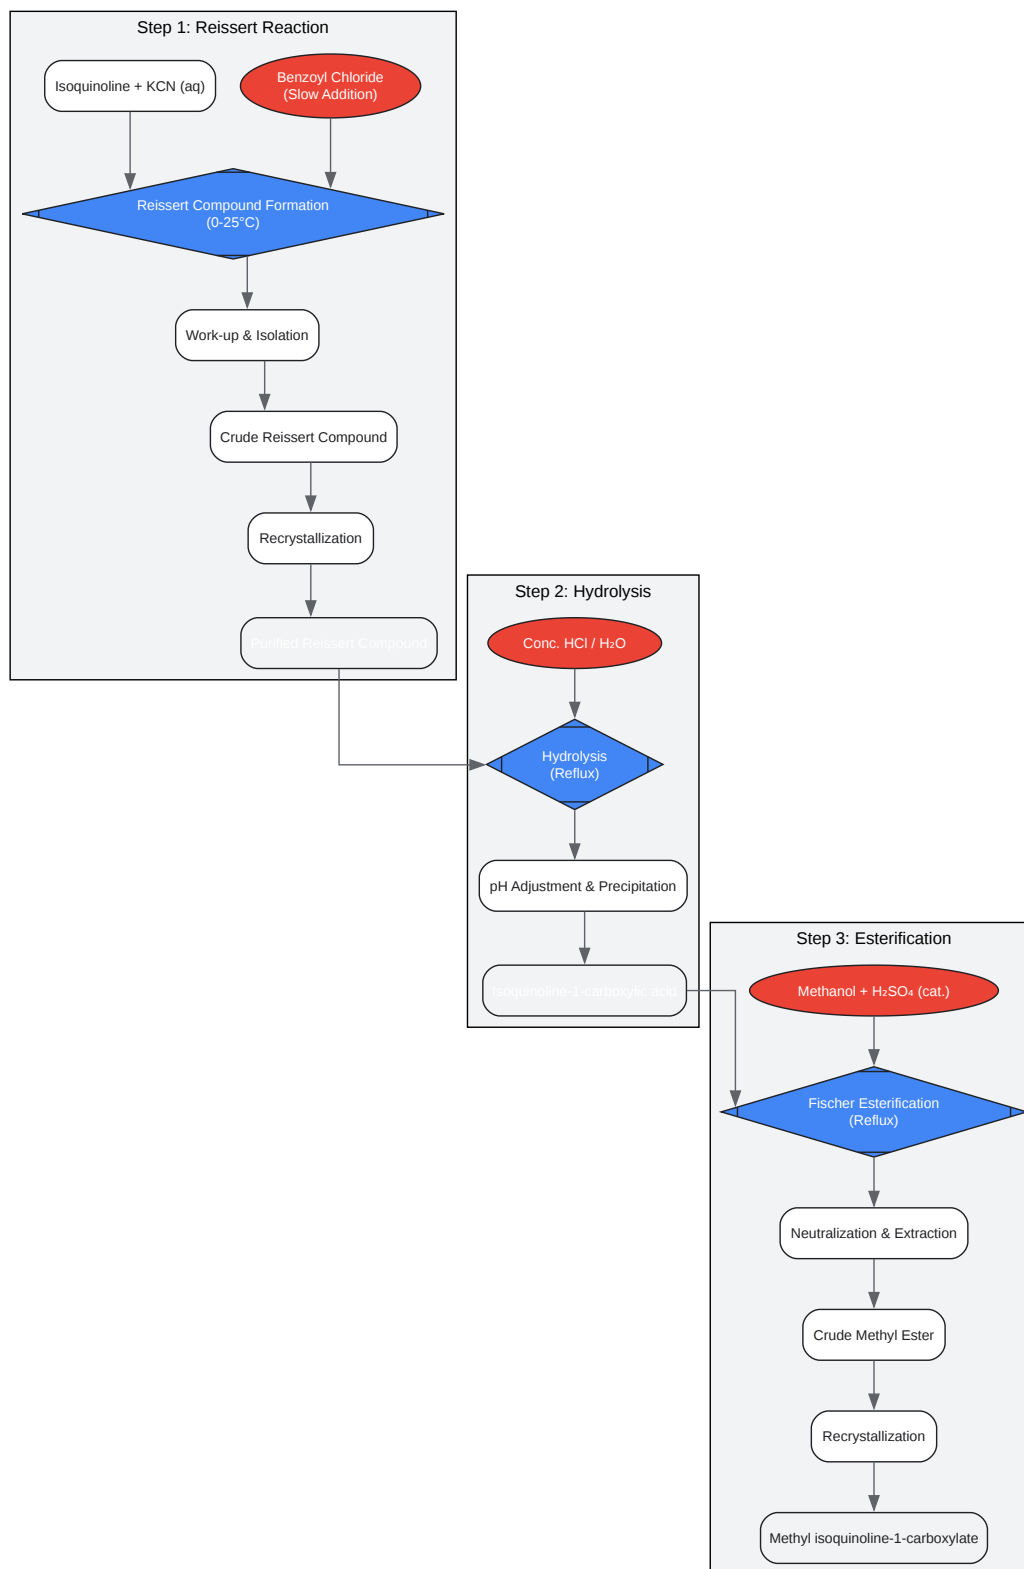 Step 1: Reissert Reaction
Isoquinoline + KCN (aq)
Benzoyl Chloride
(Slow Addition)
Reissert Compound Formation
(0-25°C)
Work-up & Isolation
Crude Reissert Compound
Recrystallization
Purified Reissert Compound
Step 2: Hydrolysis
Conc. HCl / H₂O
Hydrolysis
(Reflux)
pH Adjustment & Precipitation
Isoquinoline-1-carboxylic acid
Step 3: Esterification
Methanol + H₂SO₄ (cat.)
Fischer Esterification
(Reflux)
Neutralization & Extraction
Crude Methyl Ester
Recrystallization
Methyl isoquinoline-1-carboxylate